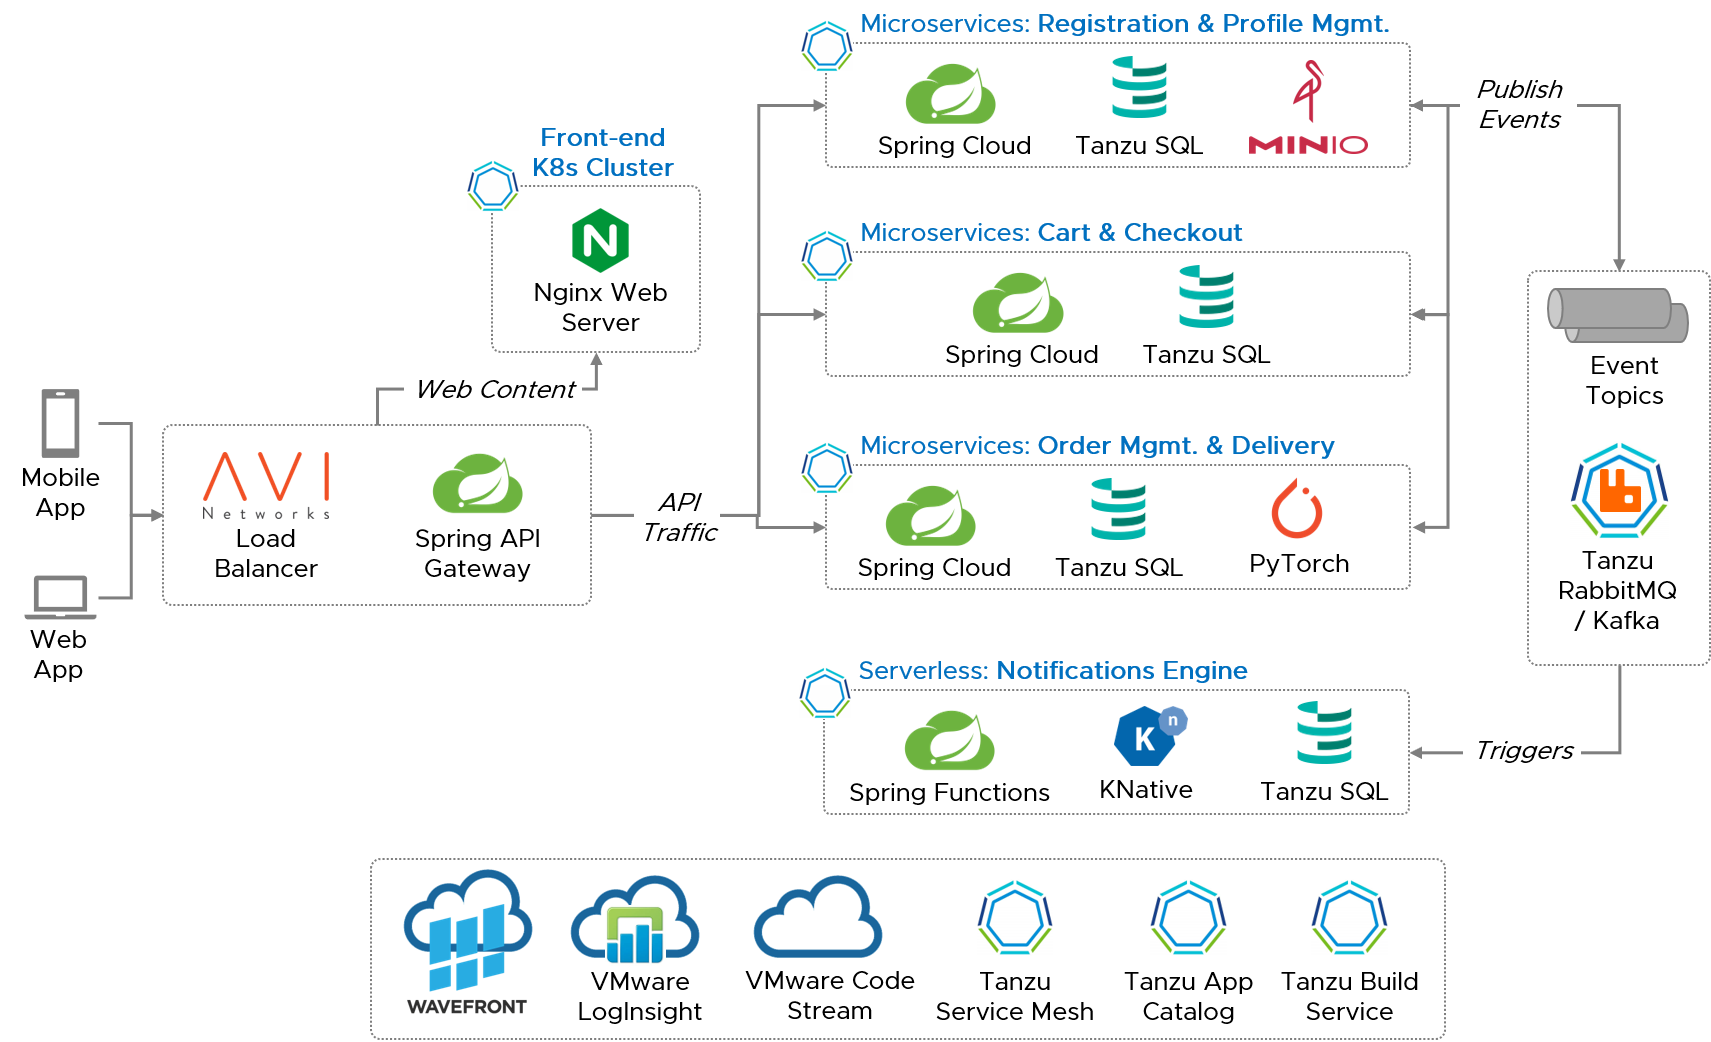 Microservices: Registration & Profile Mgmt.
Spring Cloud
Tanzu SQL
MINIO
Publish
Events
Front-end
K8s Cluster
Nginx Web
Server
Microservices: Cart & Checkout
Spring Cloud
Tanzu SQL
Event
Topics
Web Content
Mobile
App
AVI
Networks
Load
Balancer
Spring API
Gateway
API
Traffic
Microservices: Order Mgmt. & Delivery
Spring Cloud
Tanzu SQL
PyTorch
Tanzu
RabbitMQ
/ Kafka
Web
App
Serverless: Notifications Engine
Spring Functions
K n
KNative
Tanzu SQL
Triggers
WAVEFRONT
VMware
LogInsight
VMware Code
Stream
Tanzu
Service Mesh
Tanzu App
Catalog
Tanzu Build
Service